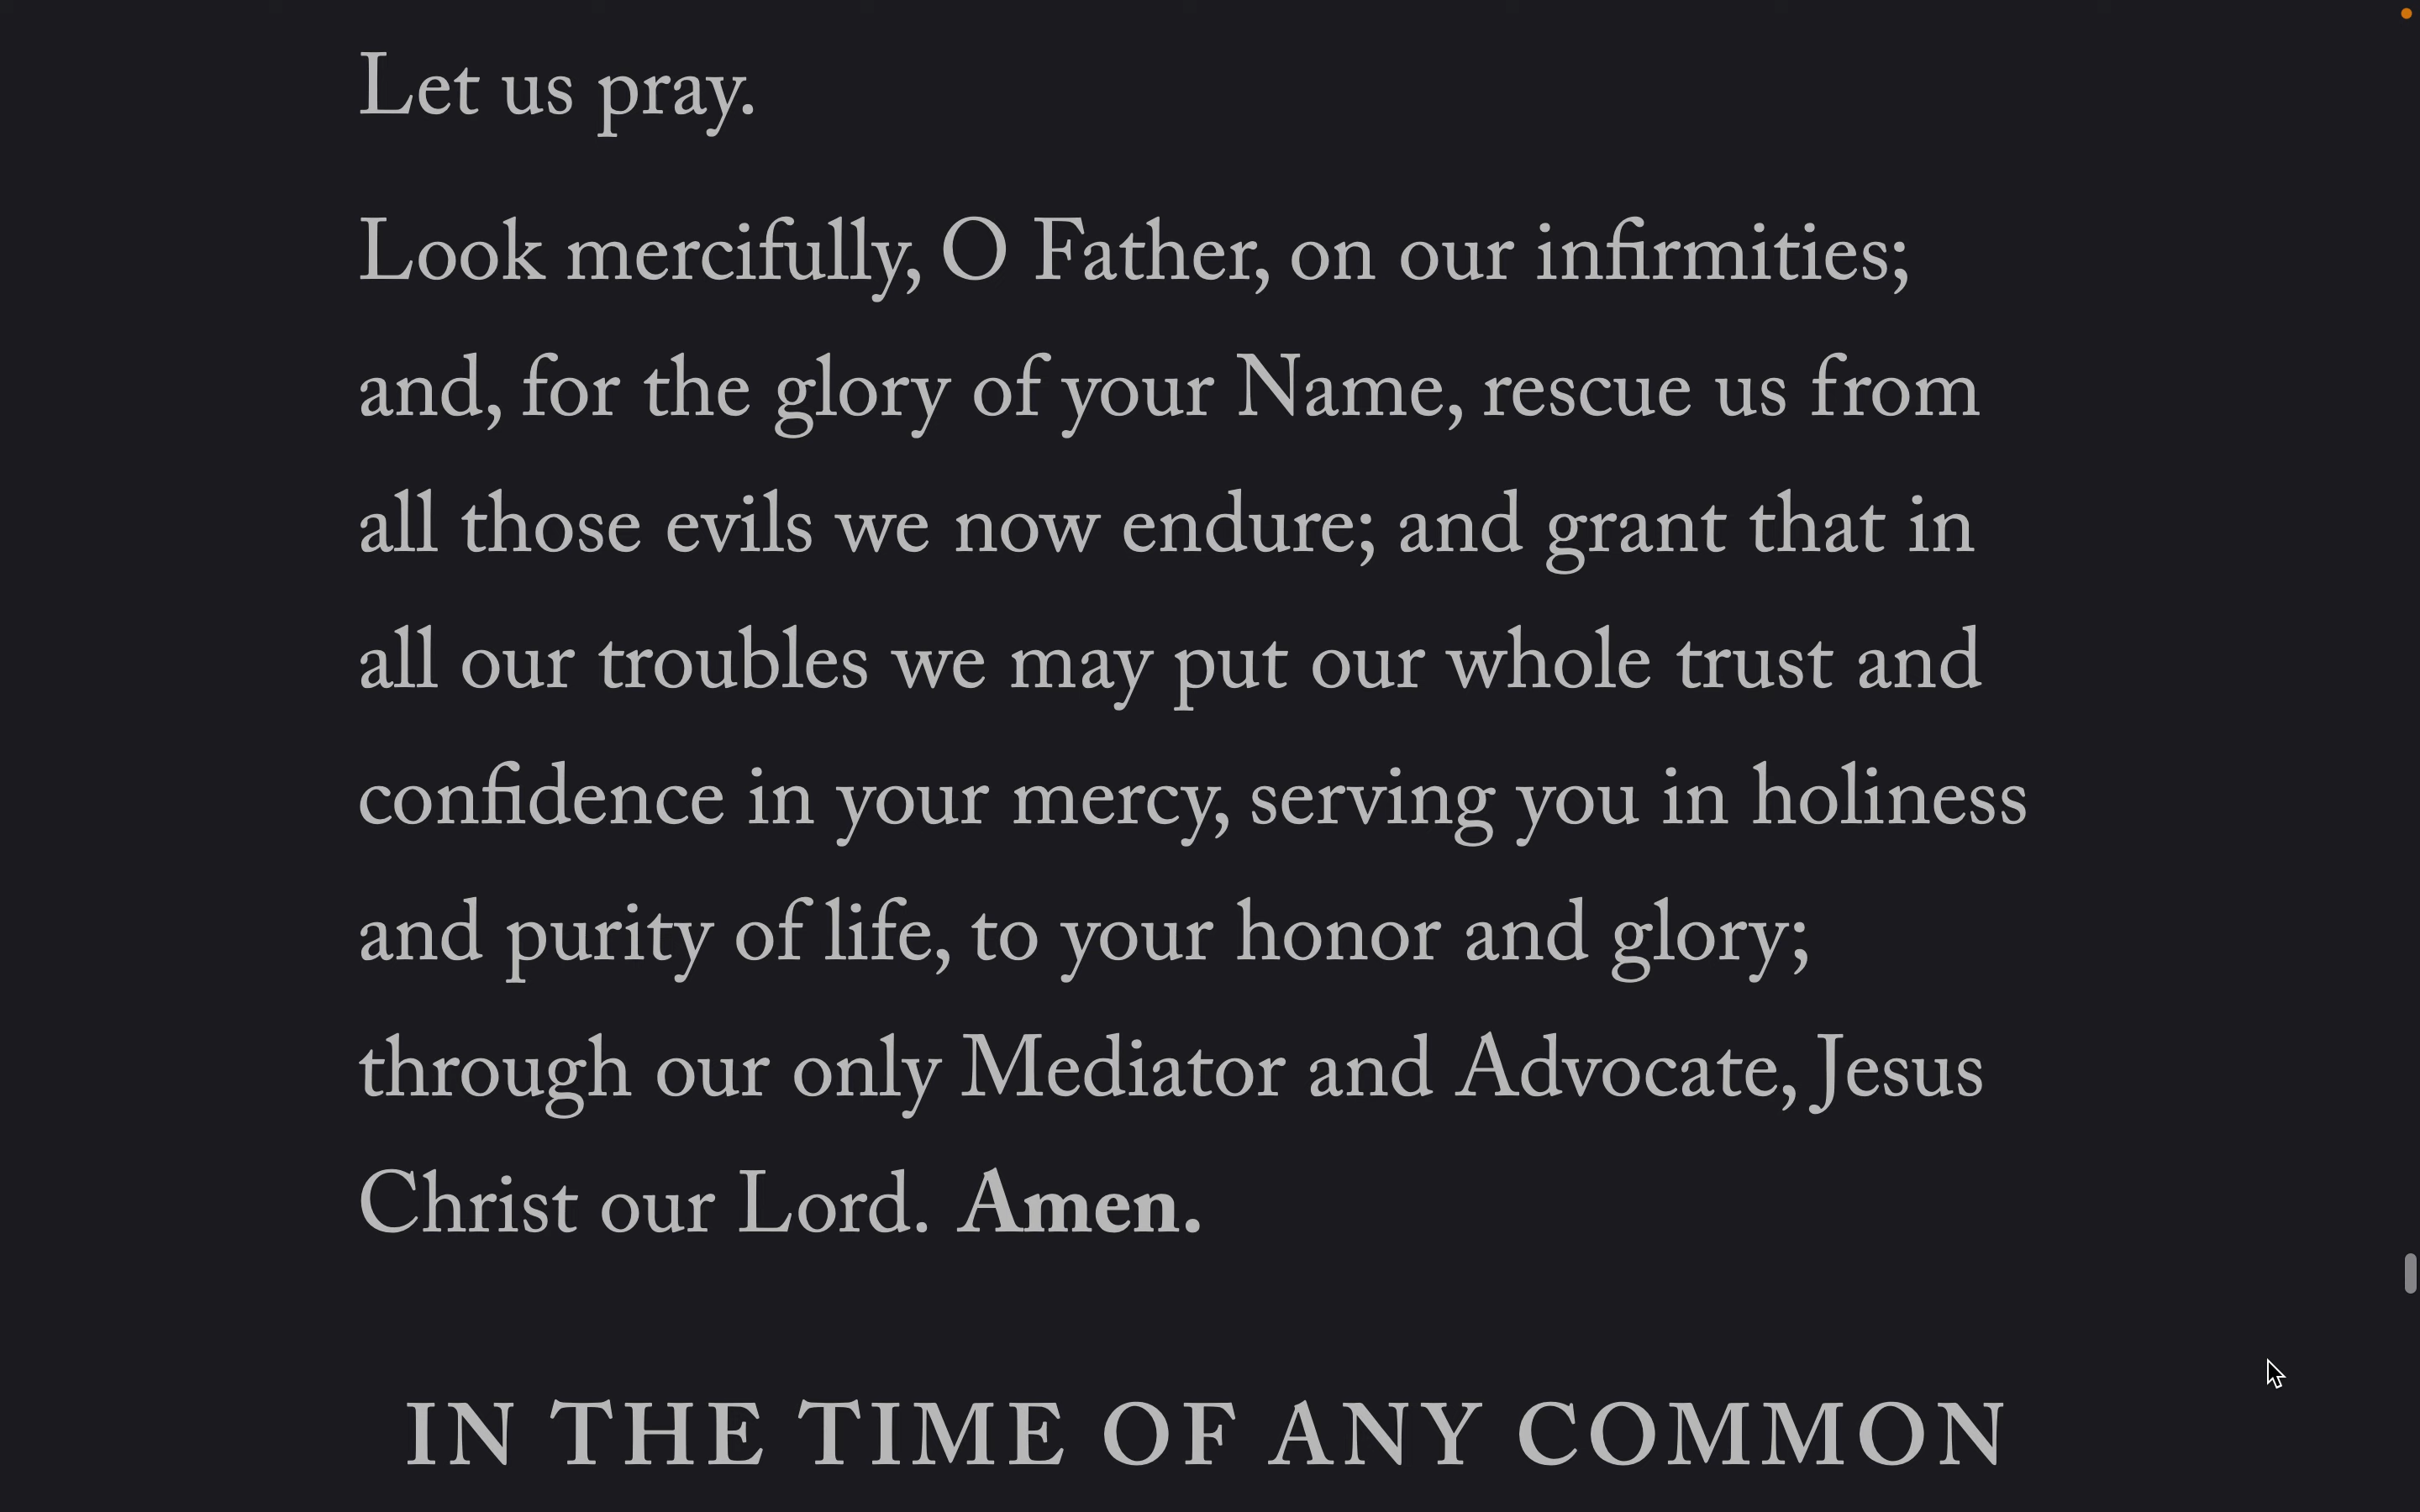 Let us pray.
Look mercifully, O Father, on our infirmities;
and, for the glory of your Name, rescue us from
all those evils we now endure; and grant that in
all our troubles we may put our whole trust and
confidence in your mercy, serving you in holiness
and purity of life, to your honor and glory;
through our only Mediator and Advocate, Jesus
Christ our Lord. Amen.
IN THE TIME OF ANY COMMON